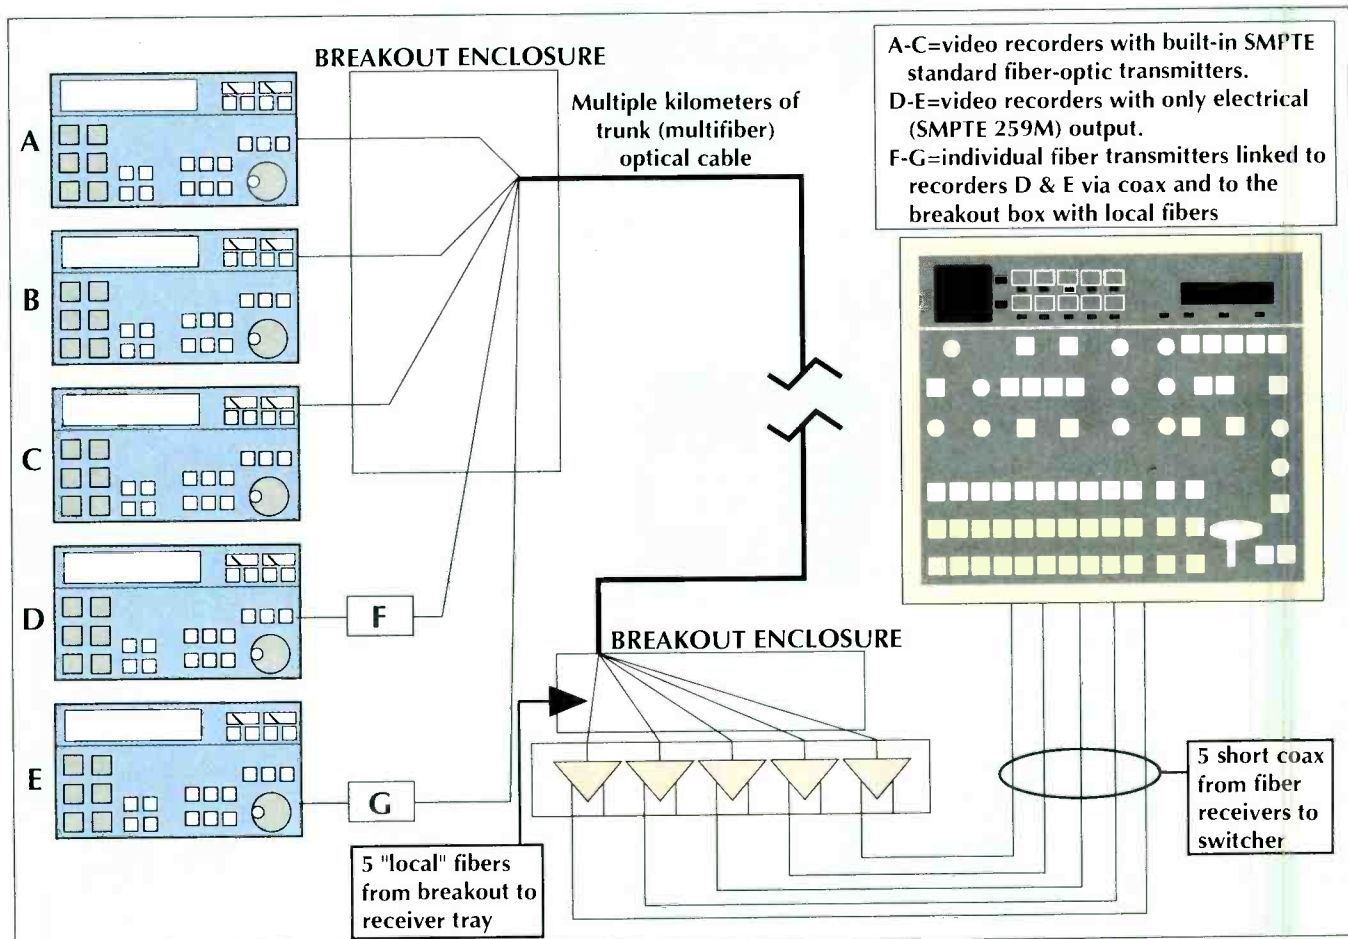 BREAKOUT ENCLOSURE
A-C=video recorders with built-in SMPTE
standard fiber-optic transmitters.
D-E=video recorders with only electrical
(SMPTE 259M) output.
F-G=individual fiber transmitters linked to
recorders D & E via coax and to the
breakout box with local fibers
Multiple kilometers of
trunk (multifiber)
optical cable
A
B
C
D
F
E
G
BREAKOUT ENCLOSURE
5 "local" fibers
from breakout to
receiver tray
5 short coax
from fiber
receivers to
switcher